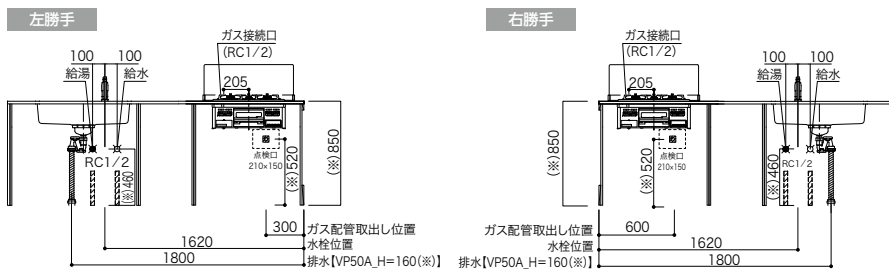 左勝手
ガス接続口
(RC1/2)
100 100
給湯 給水
205
RC1/2
(※)460
点検口
210×150
(※)520
(※)850
300 ガス配管取出し位置
1620 水栓位置
1800 排水【VP50A_H=160(※)】
右勝手
ガス接続口
(RC1/2)
205
100 100
給湯 給水
(※)850
(※)520
点検口
210×150
(※)460
RC1/2
ガス配管取出し位置 600
水栓位置 1620
排水【VP50A_H=160(※)】 1800